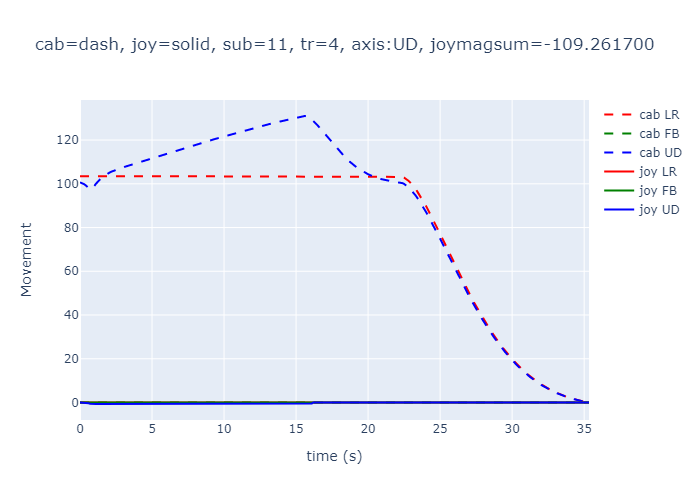 cab=dash, joy=solid, sub=11, tr=4, axis:UD, joymagsum=-109.261700
cab LR
cab FB
cab UD
joy LR
joy FB
joy UD
Movement
120
100
80
60
40
20
0
0 5 10 15 20 25 30 35
time (s)